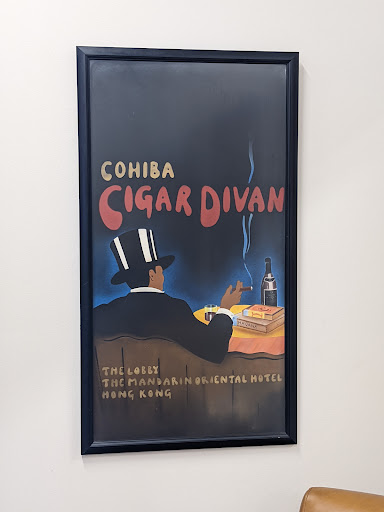 COHIBA
CIGAR DIVAN
THE LOBBY
THE MANDARIN ORIENTAL HOTEL
HONG KONG